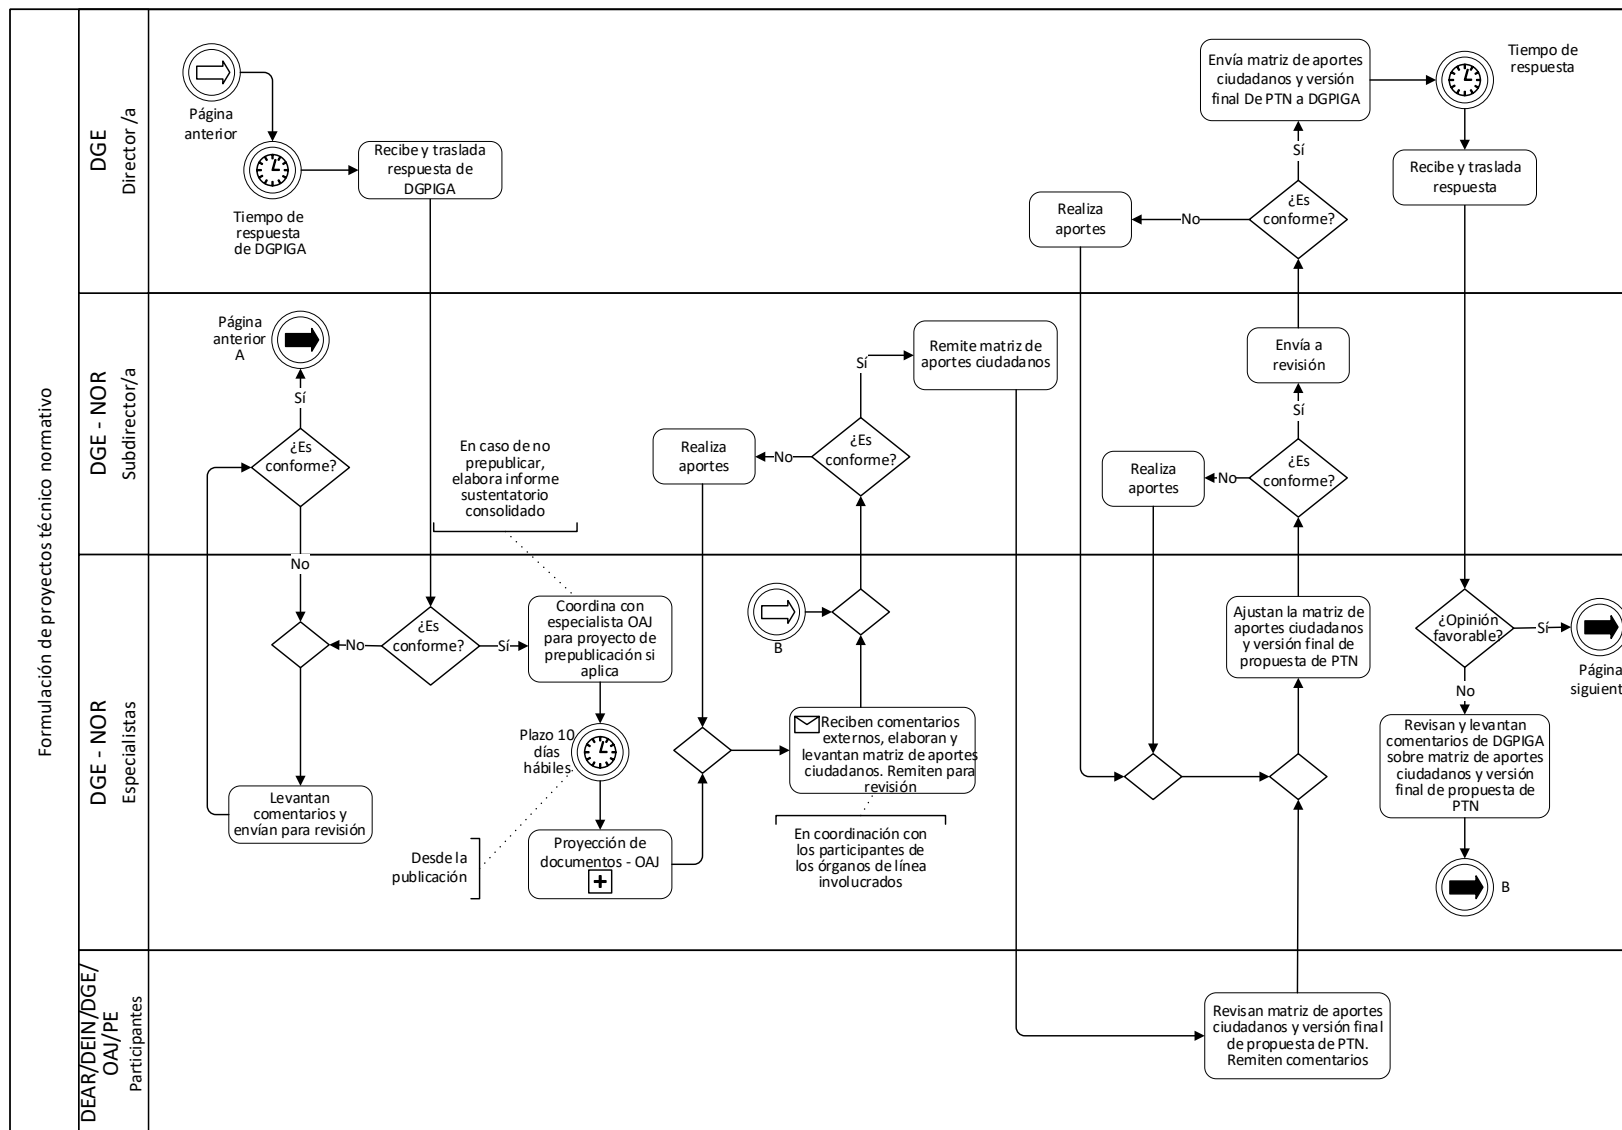 Formulación de proyectos técnico normativo
DGE
Director /a
Página
anterior
Tiempo de
respuesta
de DGPIGA
Recibe y traslada
respuesta de
DGPIGA
Realiza
aportes
No
¿Es
conforme?
Sí
Envía matriz de aportes
ciudadanos y versión
final De PTN a DGPIGA
Tiempo de
respuesta
Recibe y traslada
respuesta
DGE - NOR
Subdirector/a
Página
anterior
A
Sí
¿Es
conforme?
No
En caso de no
prepublicar,
elabora informe
sustentatorio
consolidado
Realiza
aportes
No
¿Es
conforme?
Sí
Remite matriz de
aportes ciudadanos
Envía a
revisión
Sí
Realiza
aportes
No
¿Es
conforme?
DGE - NOR
Especialistas
No
¿Es
conforme?
Sí
Coordina con
especialista OAJ
para proyecto de
prepublicación si
aplica
Levantan
comentarios y
envían para revisión
Plazo 10
días
hábiles
Desde la
publicación
Proyección de
documentos - OAJ
B
Reciben comentarios
externos, elaboran y
levantan matriz de aportes
ciudadanos. Remiten para
revisión
En coordinación con
los participantes de
los órganos de línea
involucrados
Ajustan la matriz de
aportes ciudadanos
y versión final de
propuesta de PTN
¿Opinión
favorable?
Sí
Página
siguient
No
Revisan y levantan
comentarios de DGPIGA
sobre matriz de aportes
ciudadanos y versión
final de propuesta de
PTN
B
DEAR/DEIN/DGE/
OAJ/PE
Participantes
Revisan matriz de aportes
ciudadanos y versión final
de propuesta de PTN.
Remiten comentarios